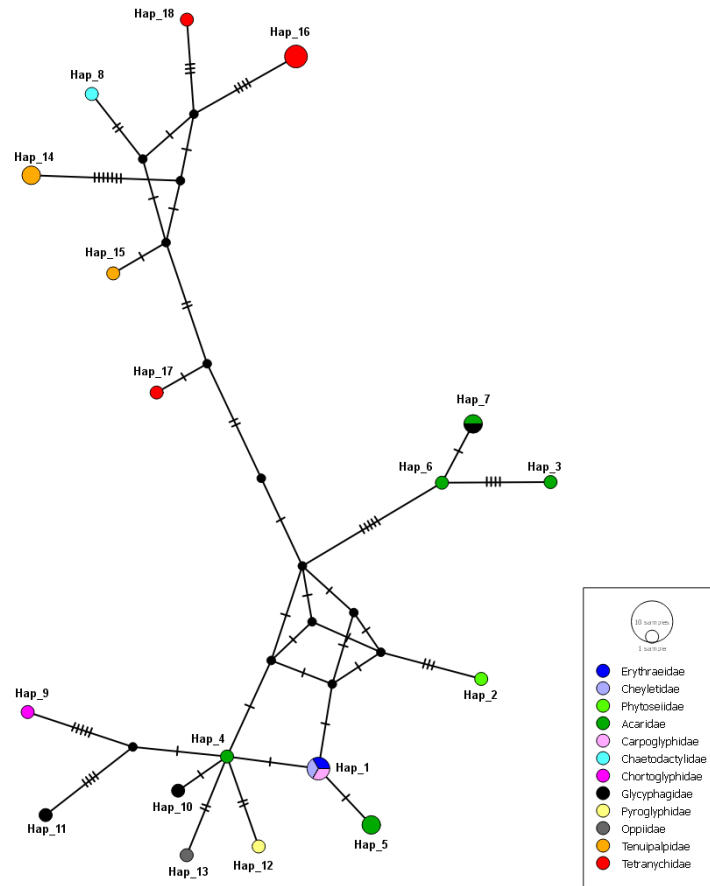 Hap_18
Hap_16
Hap_8
Hap_14
Hap_15
Hap_17
Hap_7
Hap_6
Hap_3
Hap_2
Hap_9
Hap_4
Hap_1
Hap_10
Hap_11
Hap_5
Hap_12
Hap_13
10 samples
1 sample
Erythraeidae
Cheyletidae
Phytoseiidae
Acaridae
Carpoglyphidae
Chaetodactylidae
Chortoglyphidae
Glycyphagidae
Pyroglyphidae
Oppiidae
Tenuipalpidae
Tetranychidae